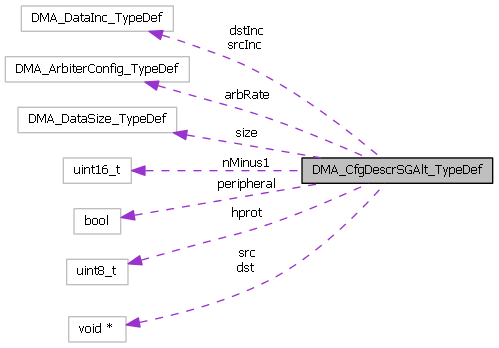 DMA_DataInc_TypeDef
dstInc
srcInc
DMA_ArbiterConfig_TypeDef
arbRate
DMA_DataSize_TypeDef
size
uint16_t
nMinus1
DMA_CfgDescrSGAlt_TypeDef
peripheral
bool
hprot
uint8_t
src
dst
void *